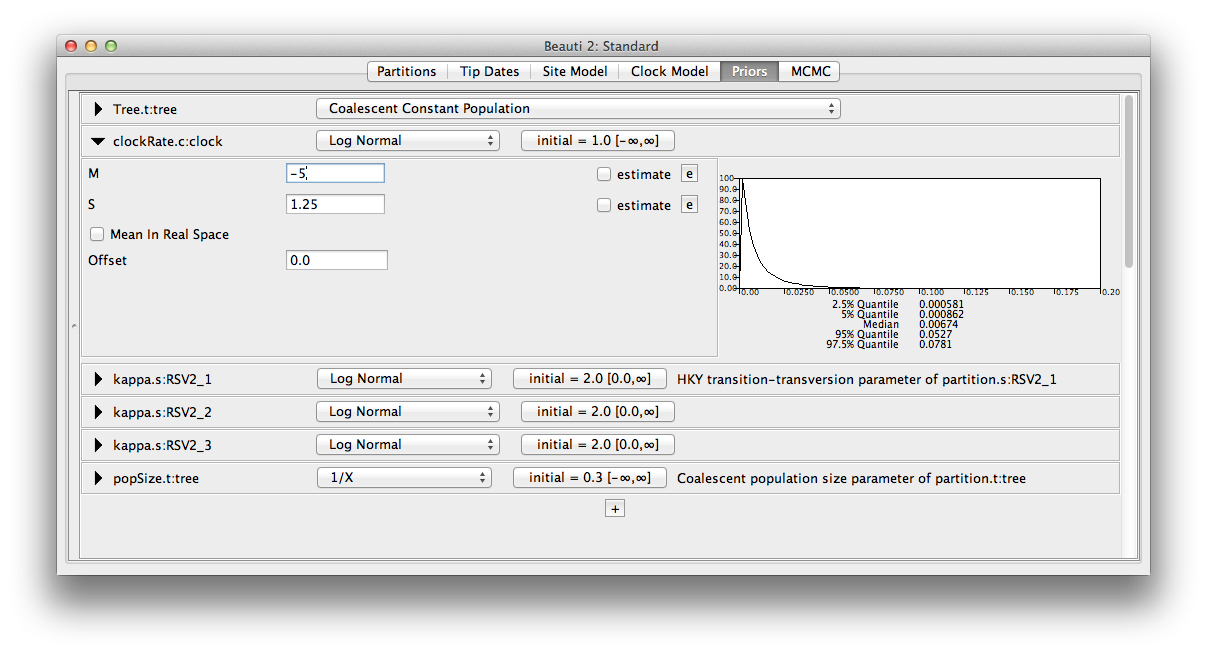 Beauti 2: Standard
Partitions Tip Dates Site Model Clock Model Priors MCMC
Tree.t:tree Coalescent Constant Population
clockRate.c:clock Log Normal initial = 1.0 [-∞,∞]
M -5 estimate e
S 1.25 estimate e
Mean In Real Space
Offset 0.0
100
90.0
80.0
70.0
60.0
50.0
40.0
30.0
20.0
10.0
0.00
0.00 0.0250 0.0500 0.0750 0.100 0.125 0.150 0.175 0.20
2.5% Quantile 0.000581
5% Quantile 0.000862
Median 0.00674
95% Quantile 0.0527
97.5% Quantile 0.0781
kappa.s:RSV2_1 Log Normal initial = 2.0 [0.0,∞] HKY transition-transversion parameter of partition.s:RSV2_1
kappa.s:RSV2_2 Log Normal initial = 2.0 [0.0,∞]
kappa.s:RSV2_3 Log Normal initial = 2.0 [0.0,∞]
popSize.t:tree 1/X initial = 0.3 [-∞,∞] Coalescent population size parameter of partition.t:tree
+